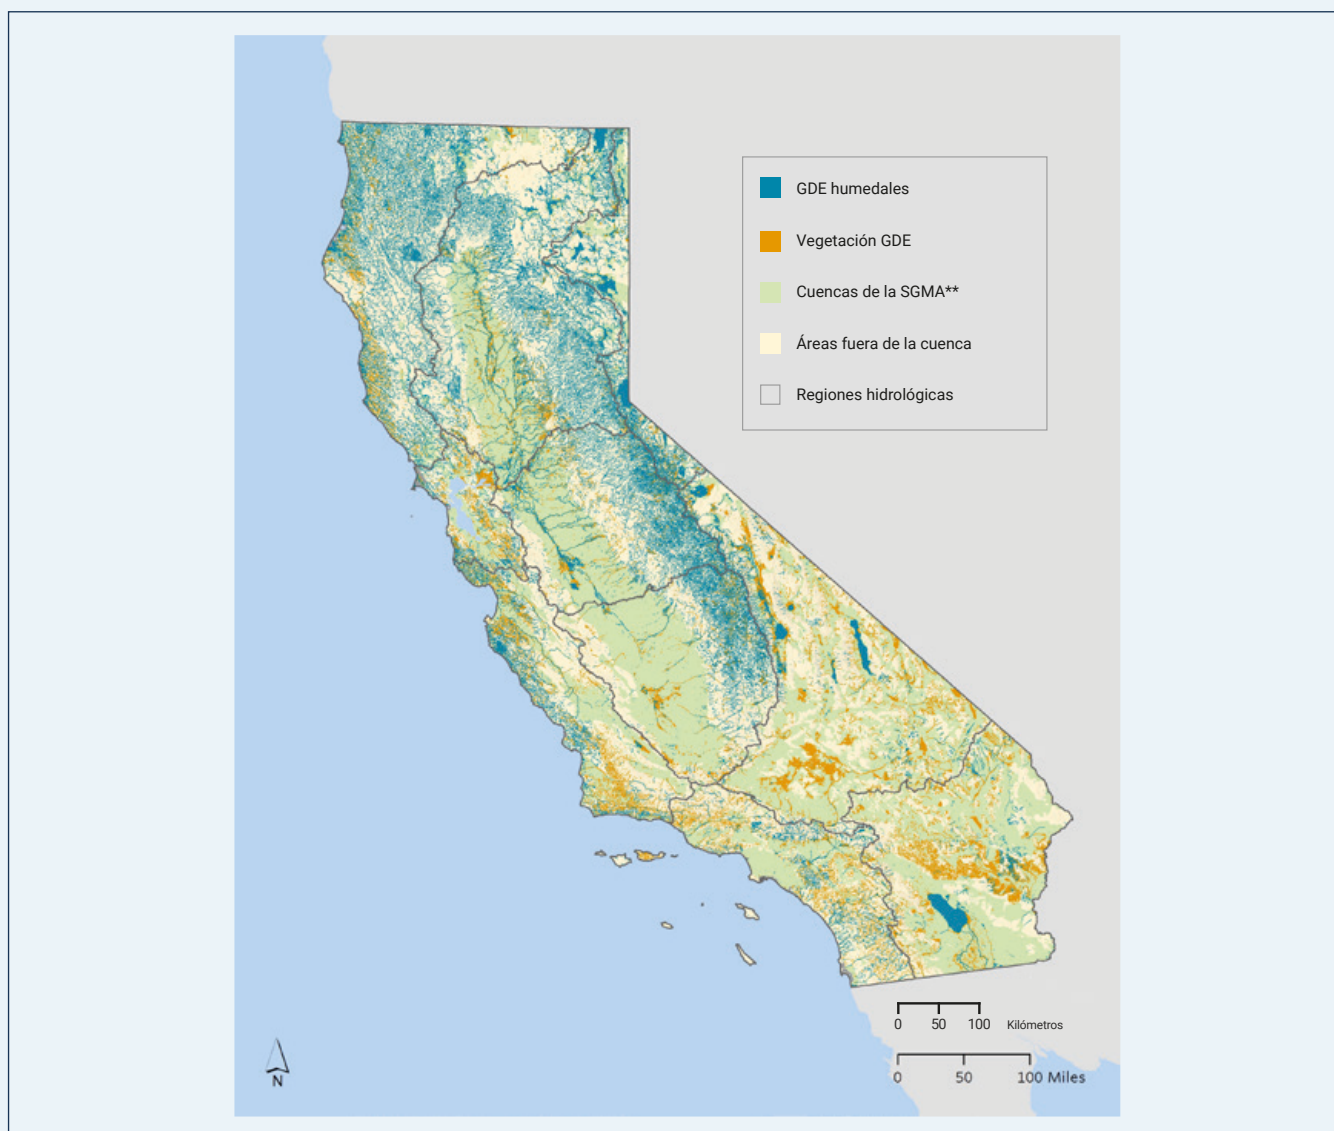 GDE humedales
Vegetación GDE
Cuencas de la SGMA**
Áreas fuera de la cuenca
Regiones hidrológicas
0 50 100 Kilómetros
0 50 100 Miles
N